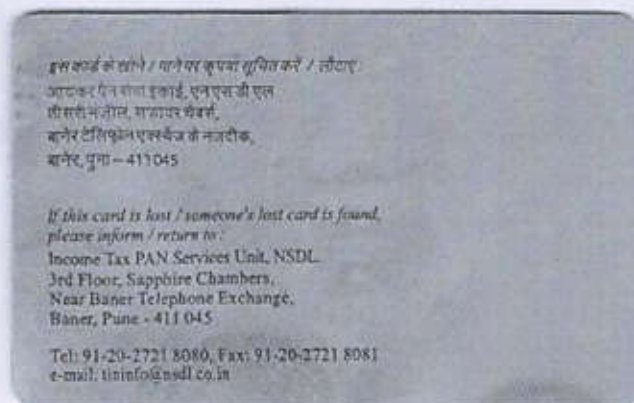 इस कार्ड के खोने / पाने पर कृपया सूचित करें / लौटाएं :
आयकर पैन सेवा इकाई, एनएसडीएल
तीसरी मंजील, सफायर चेंबर्स,
बानेर टेलिफोन एक्स्चेंज के नजदीक,
बानेर, पुना – 411045
If this card is lost / someone's lost card is found,
please inform / return to :
Income Tax PAN Services Unit, NSDL
3rd Floor, Sapphire Chambers,
Near Baner Telephone Exchange,
Baner, Pune - 411 045
Tel: 91-20-2721 8080, Fax: 91-20-2721 8081
e-mail: tininfo@nsdl.co.in